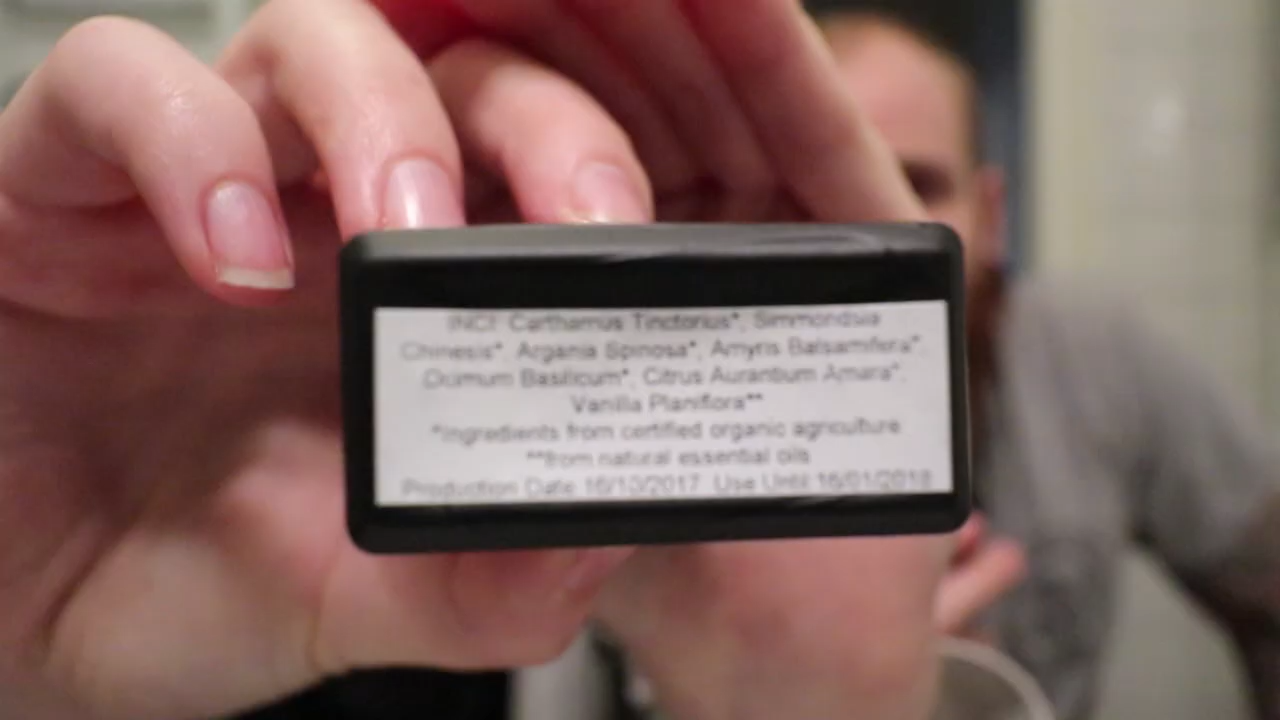 INCI: Carthamus Tinctorius*, Simmondsia
Chinesis*, Argania Spinosa*, Amyris Balsamifera*,
Ocimum Basilicum*, Citrus Aurantium Amara*,
Vanilla Planiflora**
*ingredients from certified organic agriculture
**from natural essential oils
Production Date 16/10/2017 Use Until 16/01/2018